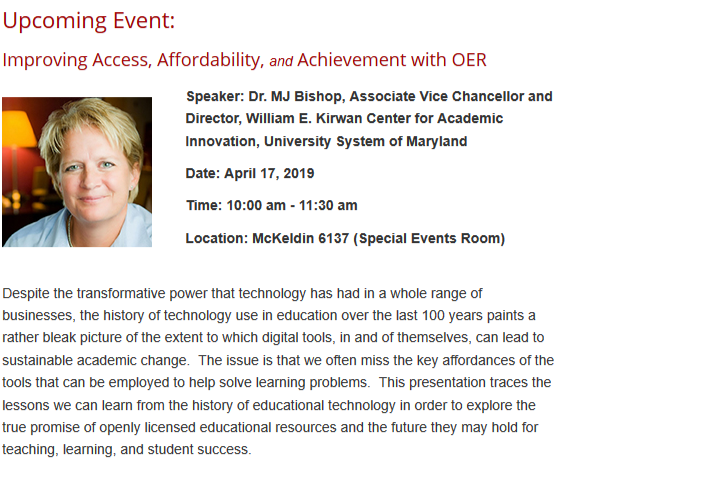 Upcoming Event:
Improving Access, Affordability, and Achievement with OER
Speaker: Dr. MJ Bishop, Associate Vice Chancellor and
Director, William E. Kirwan Center for Academic
Innovation, University System of Maryland
Date: April 17, 2019
Time: 10:00 am - 11:30 am
Location: McKeldin 6137 (Special Events Room)
Despite the transformative power that technology has had in a whole range of
businesses, the history of technology use in education over the last 100 years paints a
rather bleak picture of the extent to which digital tools, in and of themselves, can lead to
sustainable academic change.  The issue is that we often miss the key affordances of the
tools that can be employed to help solve learning problems.  This presentation traces the
lessons we can learn from the history of educational technology in order to explore the
true promise of openly licensed educational resources and the future they may hold for
teaching, learning, and student success.